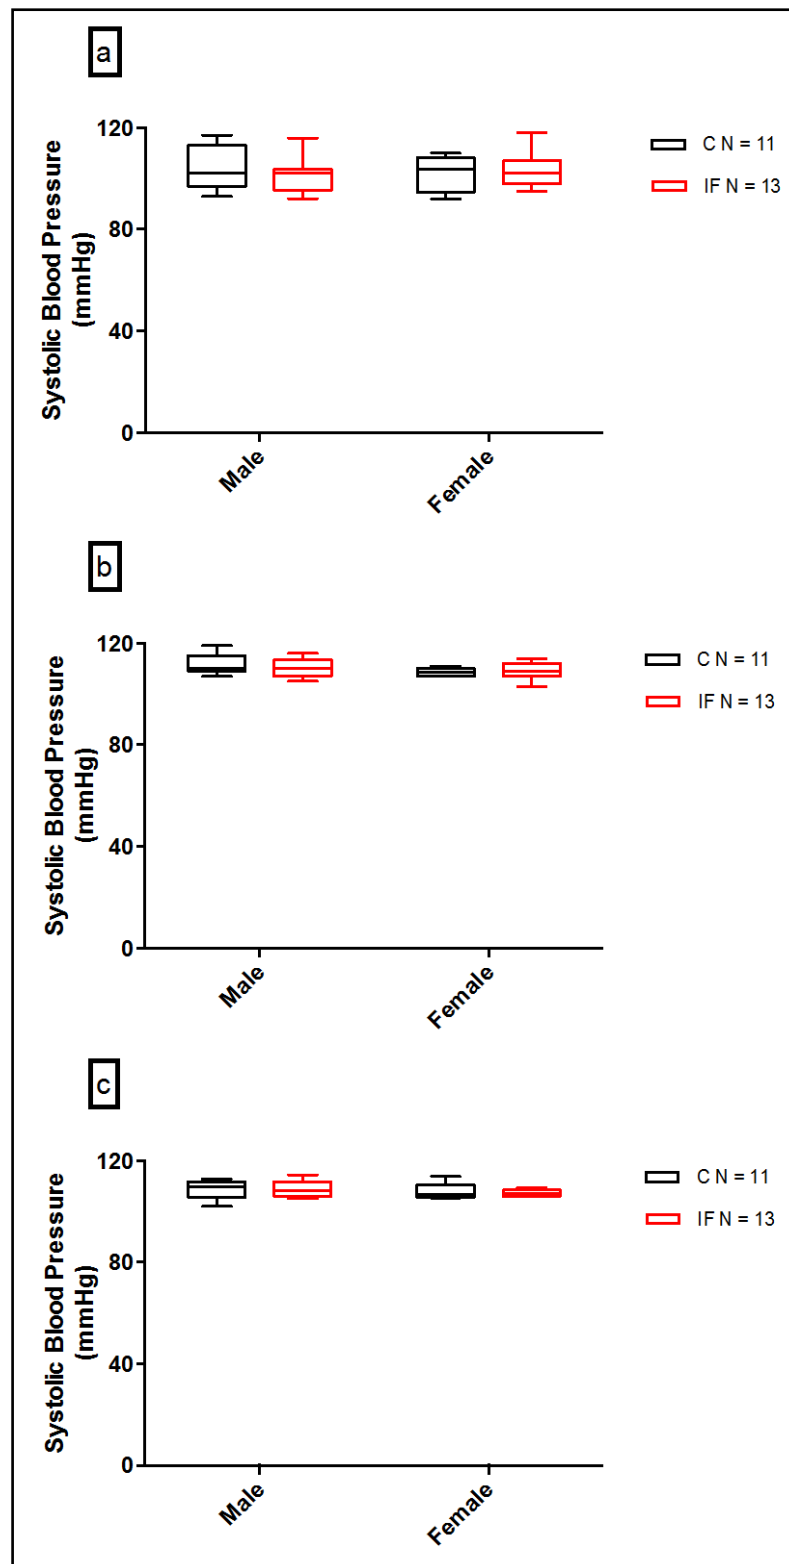 a
Systolic Blood Pressure
(mmHg)
120
80
40
0
Male
Female
C N = 11
IF N = 13
b
Systolic Blood Pressure
(mmHg)
120
80
40
0
Male
Female
C N = 11
IF N = 13
c
Systolic Blood Pressure
(mmHg)
120
80
40
0
Male
Female
C N = 11
IF N = 13